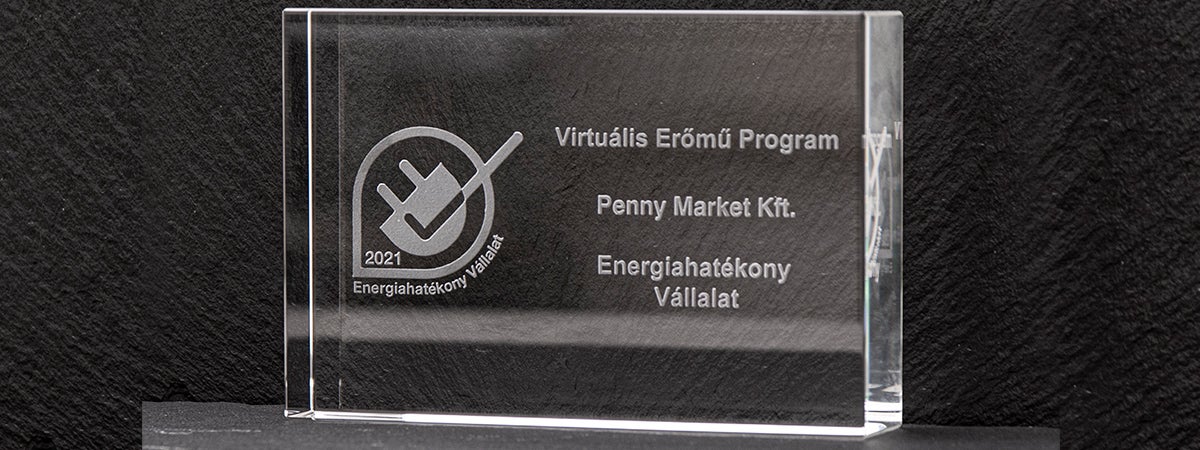 2021
Energiahatékony Vállalat
Virtuális Erőmű Program
Penny Market Kft.
Energiahatékony
Vállalat